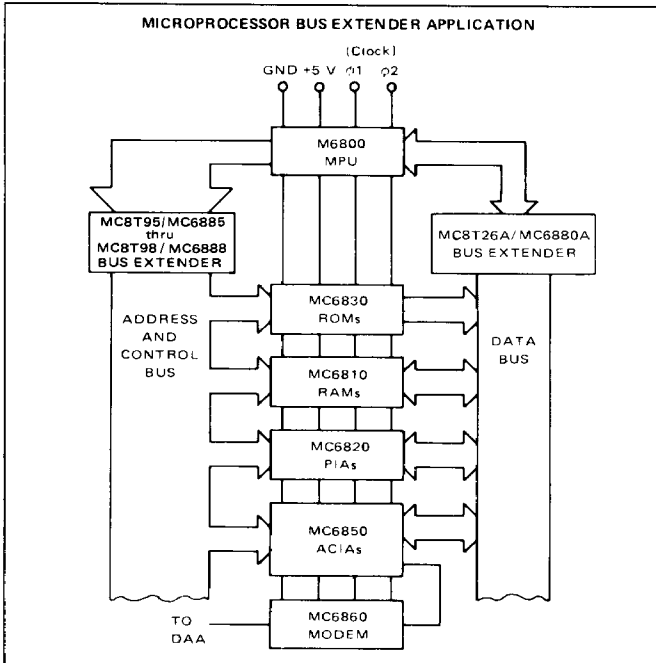 MICROPROCESSOR BUS EXTENDER APPLICATION
(Clock)
GND +5 V φ1 φ2
M6800
MPU
MC8T95/MC6885
thru
MC8T98/MC6888
BUS EXTENDER
MC8T26A/MC6880A
BUS EXTENDER
ADDRESS
AND
CONTROL
BUS
MC6830
ROMs
DATA
BUS
MC6810
RAMs
MC6820
PIAs
MC6850
ACIAs
TO
DAA
MC6860
MODEM